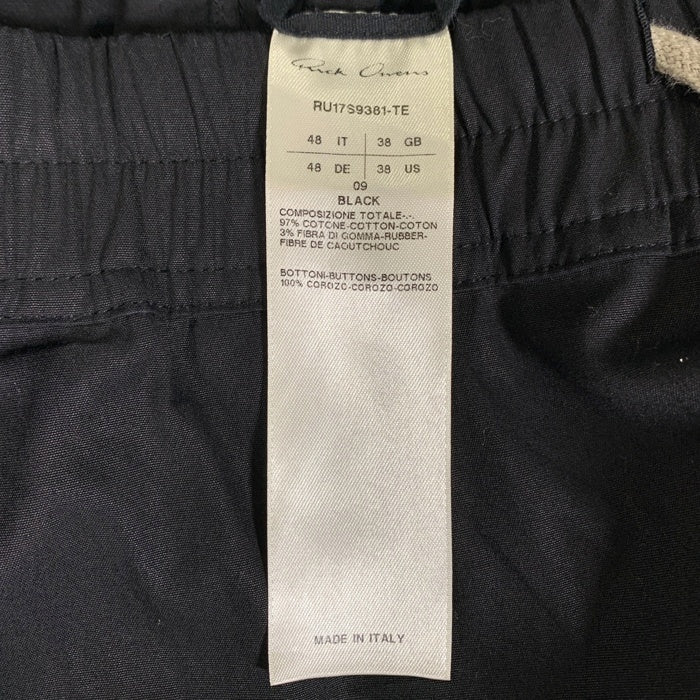 Rick Owens
RU17S9381-TE
48 IT 38 GB
48 DE 38 US
09
BLACK
COMPOSIZIONE TOTALE-.-.
97% COTONE-COTTON-COTON
3% FIBRA DI GOMMA-RUBBER-
FIBRE DE CAOUTCHOUC
BOTTONI-BUTTONS-BOUTONS
100% COROZO-COROZO-COROZO
MADE IN ITALY